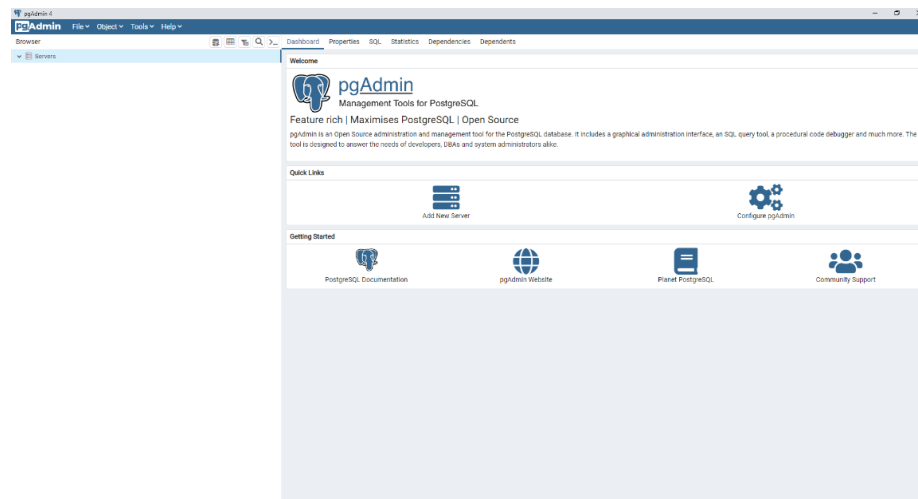 pgAdmin 4
pgAdmin File Object Tools Help
Browser
Dashboard Properties SQL Statistics Dependencies Dependents
Servers
Welcome
pgAdmin
Management Tools for PostgreSQL
Feature rich | Maximises PostgreSQL | Open Source
pgAdmin is an Open Source administration and management tool for the PostgreSQL database. It includes a graphical administration interface, an SQL query tool, a procedural code debugger and much more. The
tool is designed to answer the needs of developers, DBAs and system administrators alike.
Quick Links
Add New Server
Configure pgAdmin
Getting Started
PostgreSQL Documentation
pgAdmin Website
Planet PostgreSQL
Community Support